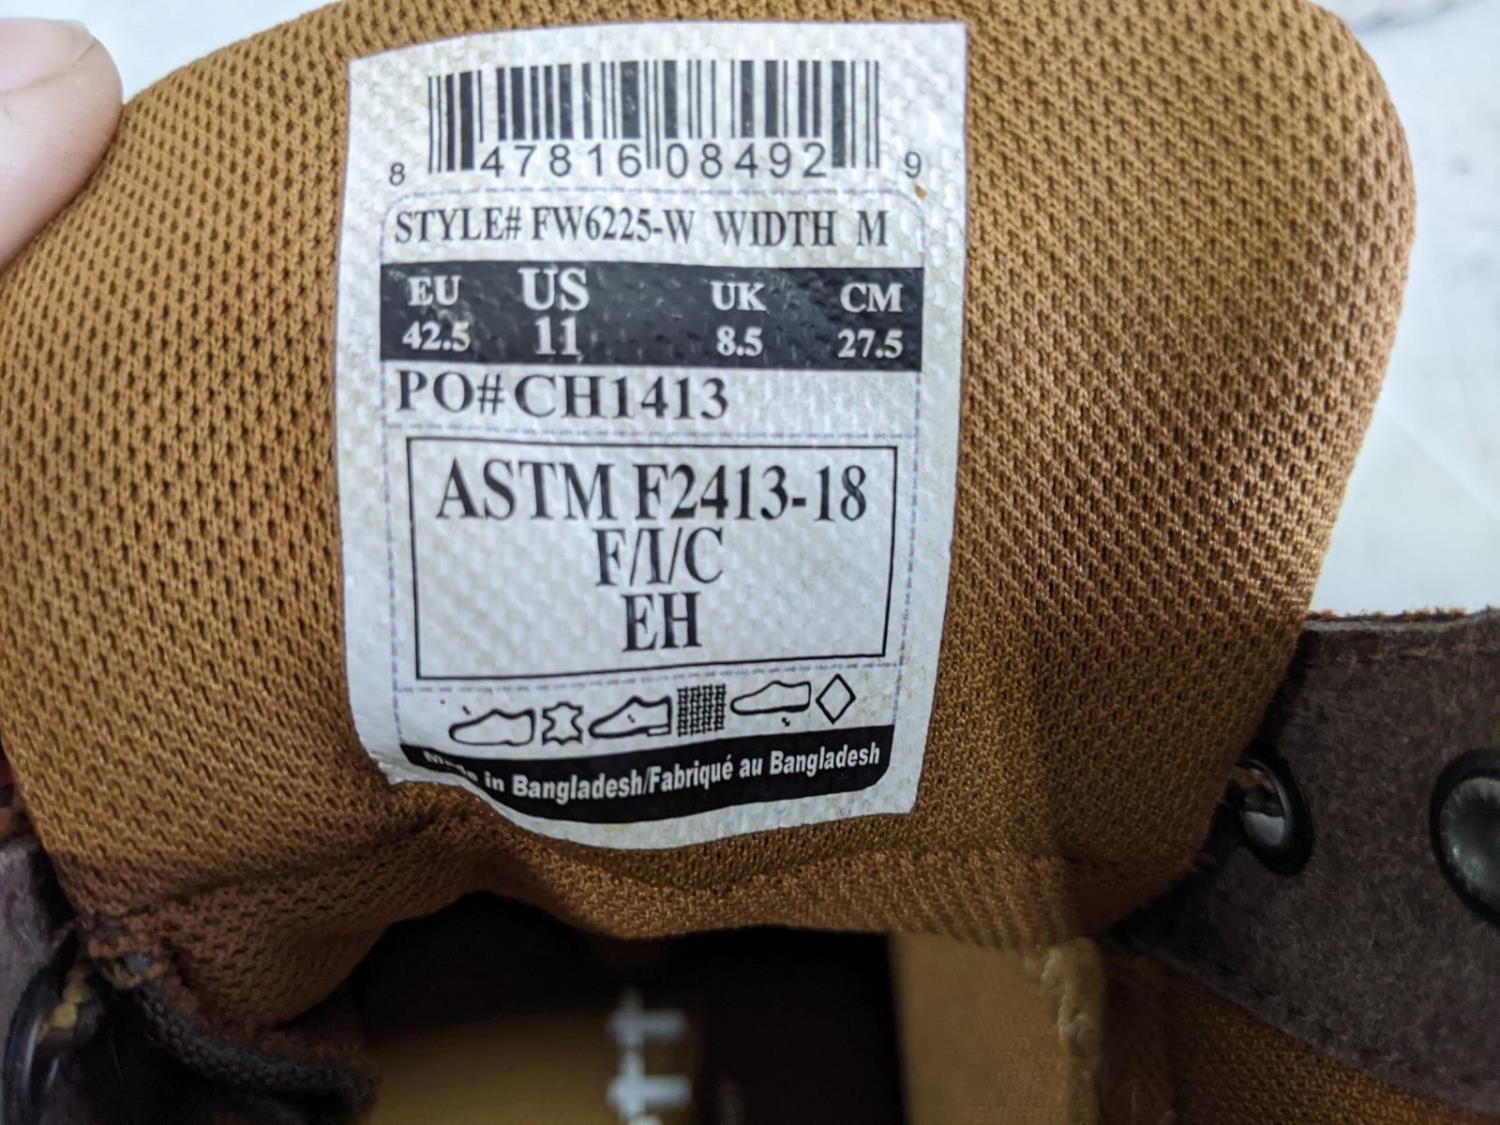 8 47816 08492 9
STYLE# FW6225-W WIDTH M
EU US UK CM
42.5 11 8.5 27.5
PO# CH1413
ASTM F2413-18
F/I/C
EH
Made in Bangladesh/Fabriqué au Bangladesh